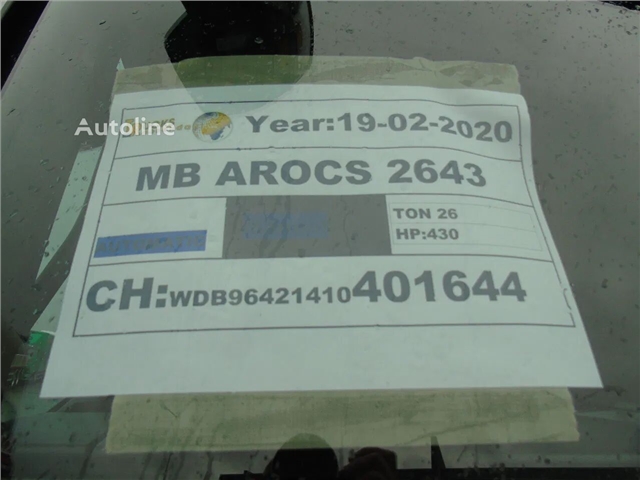 Autoline
Year:19-02-2020
MB AROCS 2643
TON 26
HP:430
CH:WDB96421410401644